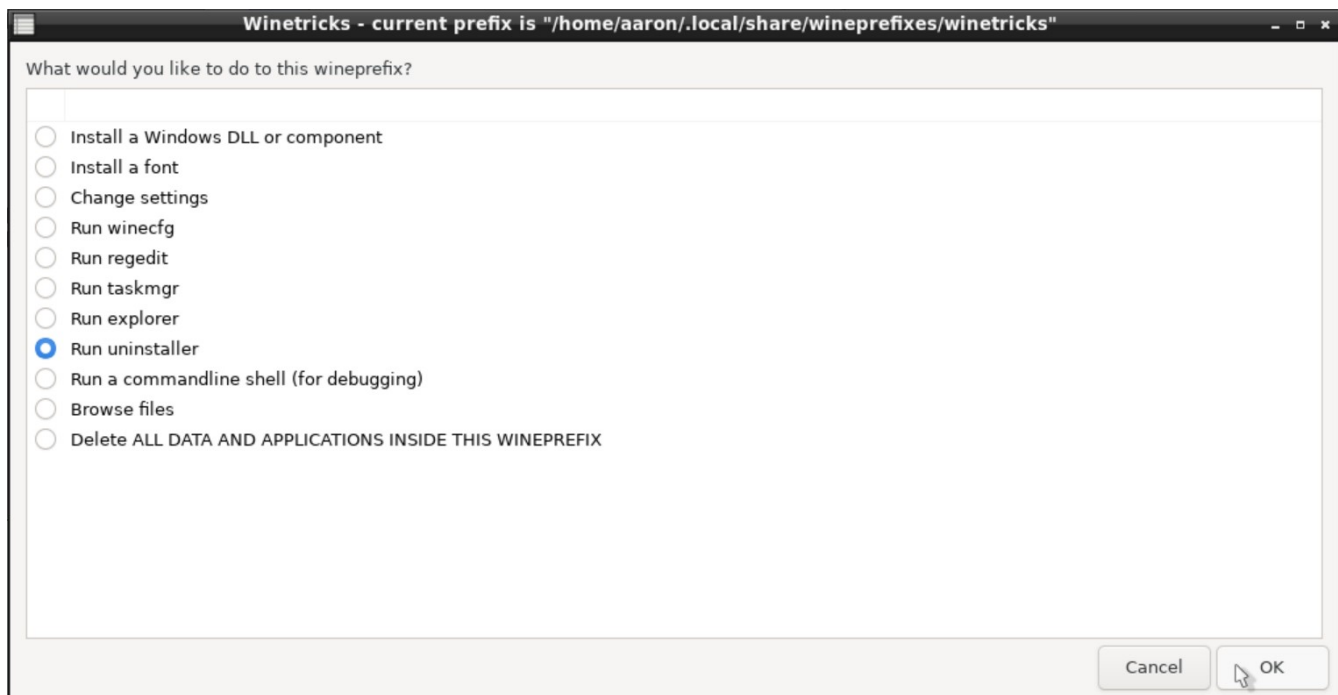 Winetricks - current prefix is "/home/aaron/.local/share/wineprefixes/winetricks"
What would you like to do to this wineprefix?
Install a Windows DLL or component
Install a font
Change settings
Run winecfg
Run regedit
Run taskmgr
Run explorer
Run uninstaller
Run a commandline shell (for debugging)
Browse files
Delete ALL DATA AND APPLICATIONS INSIDE THIS WINEPREFIX
Cancel OK